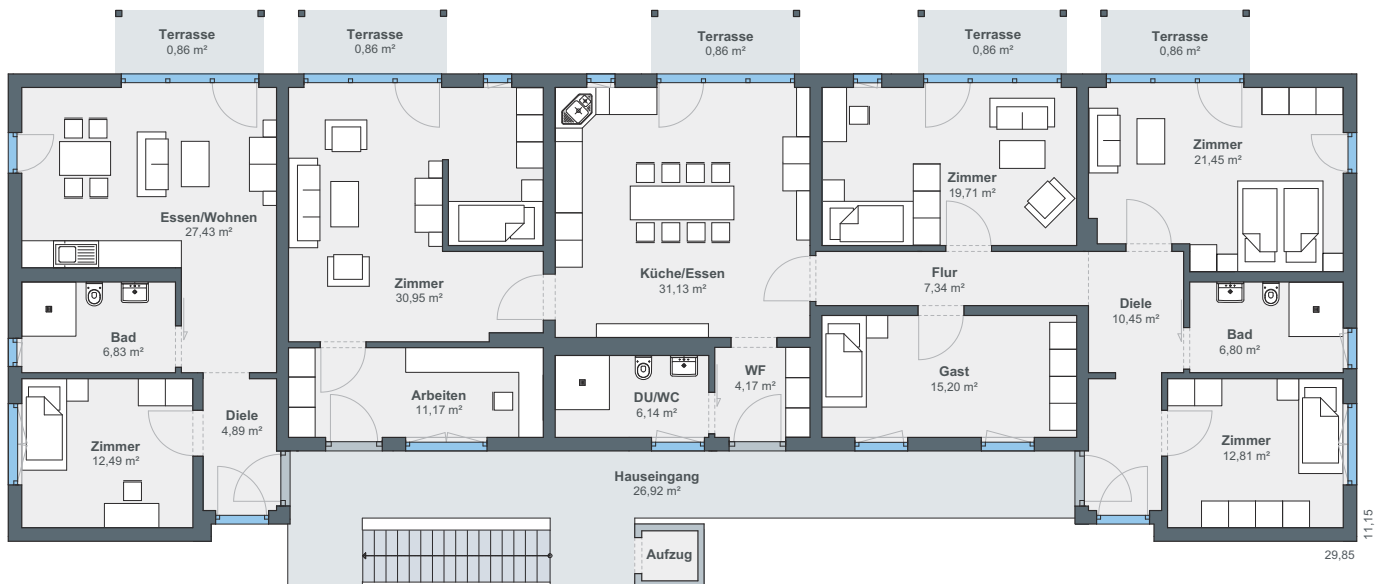 Terrasse
0,86 m²
Terrasse
0,86 m²
Terrasse
0,86 m²
Terrasse
0,86 m²
Terrasse
0,86 m²
Essen/Wohnen
27,43 m²
Zimmer
30,95 m²
Küche/Essen
31,13 m²
Zimmer
19,71 m²
Zimmer
21,45 m²
Flur
7,34 m²
Diele
10,45 m²
Bad
6,83 m²
Bad
6,80 m²
Arbeiten
11,17 m²
DU/WC
6,14 m²
WF
4,17 m²
Gast
15,20 m²
Zimmer
12,49 m²
Diele
4,89 m²
Zimmer
12,81 m²
Hauseingang
26,92 m²
Aufzug
11,15
29,85